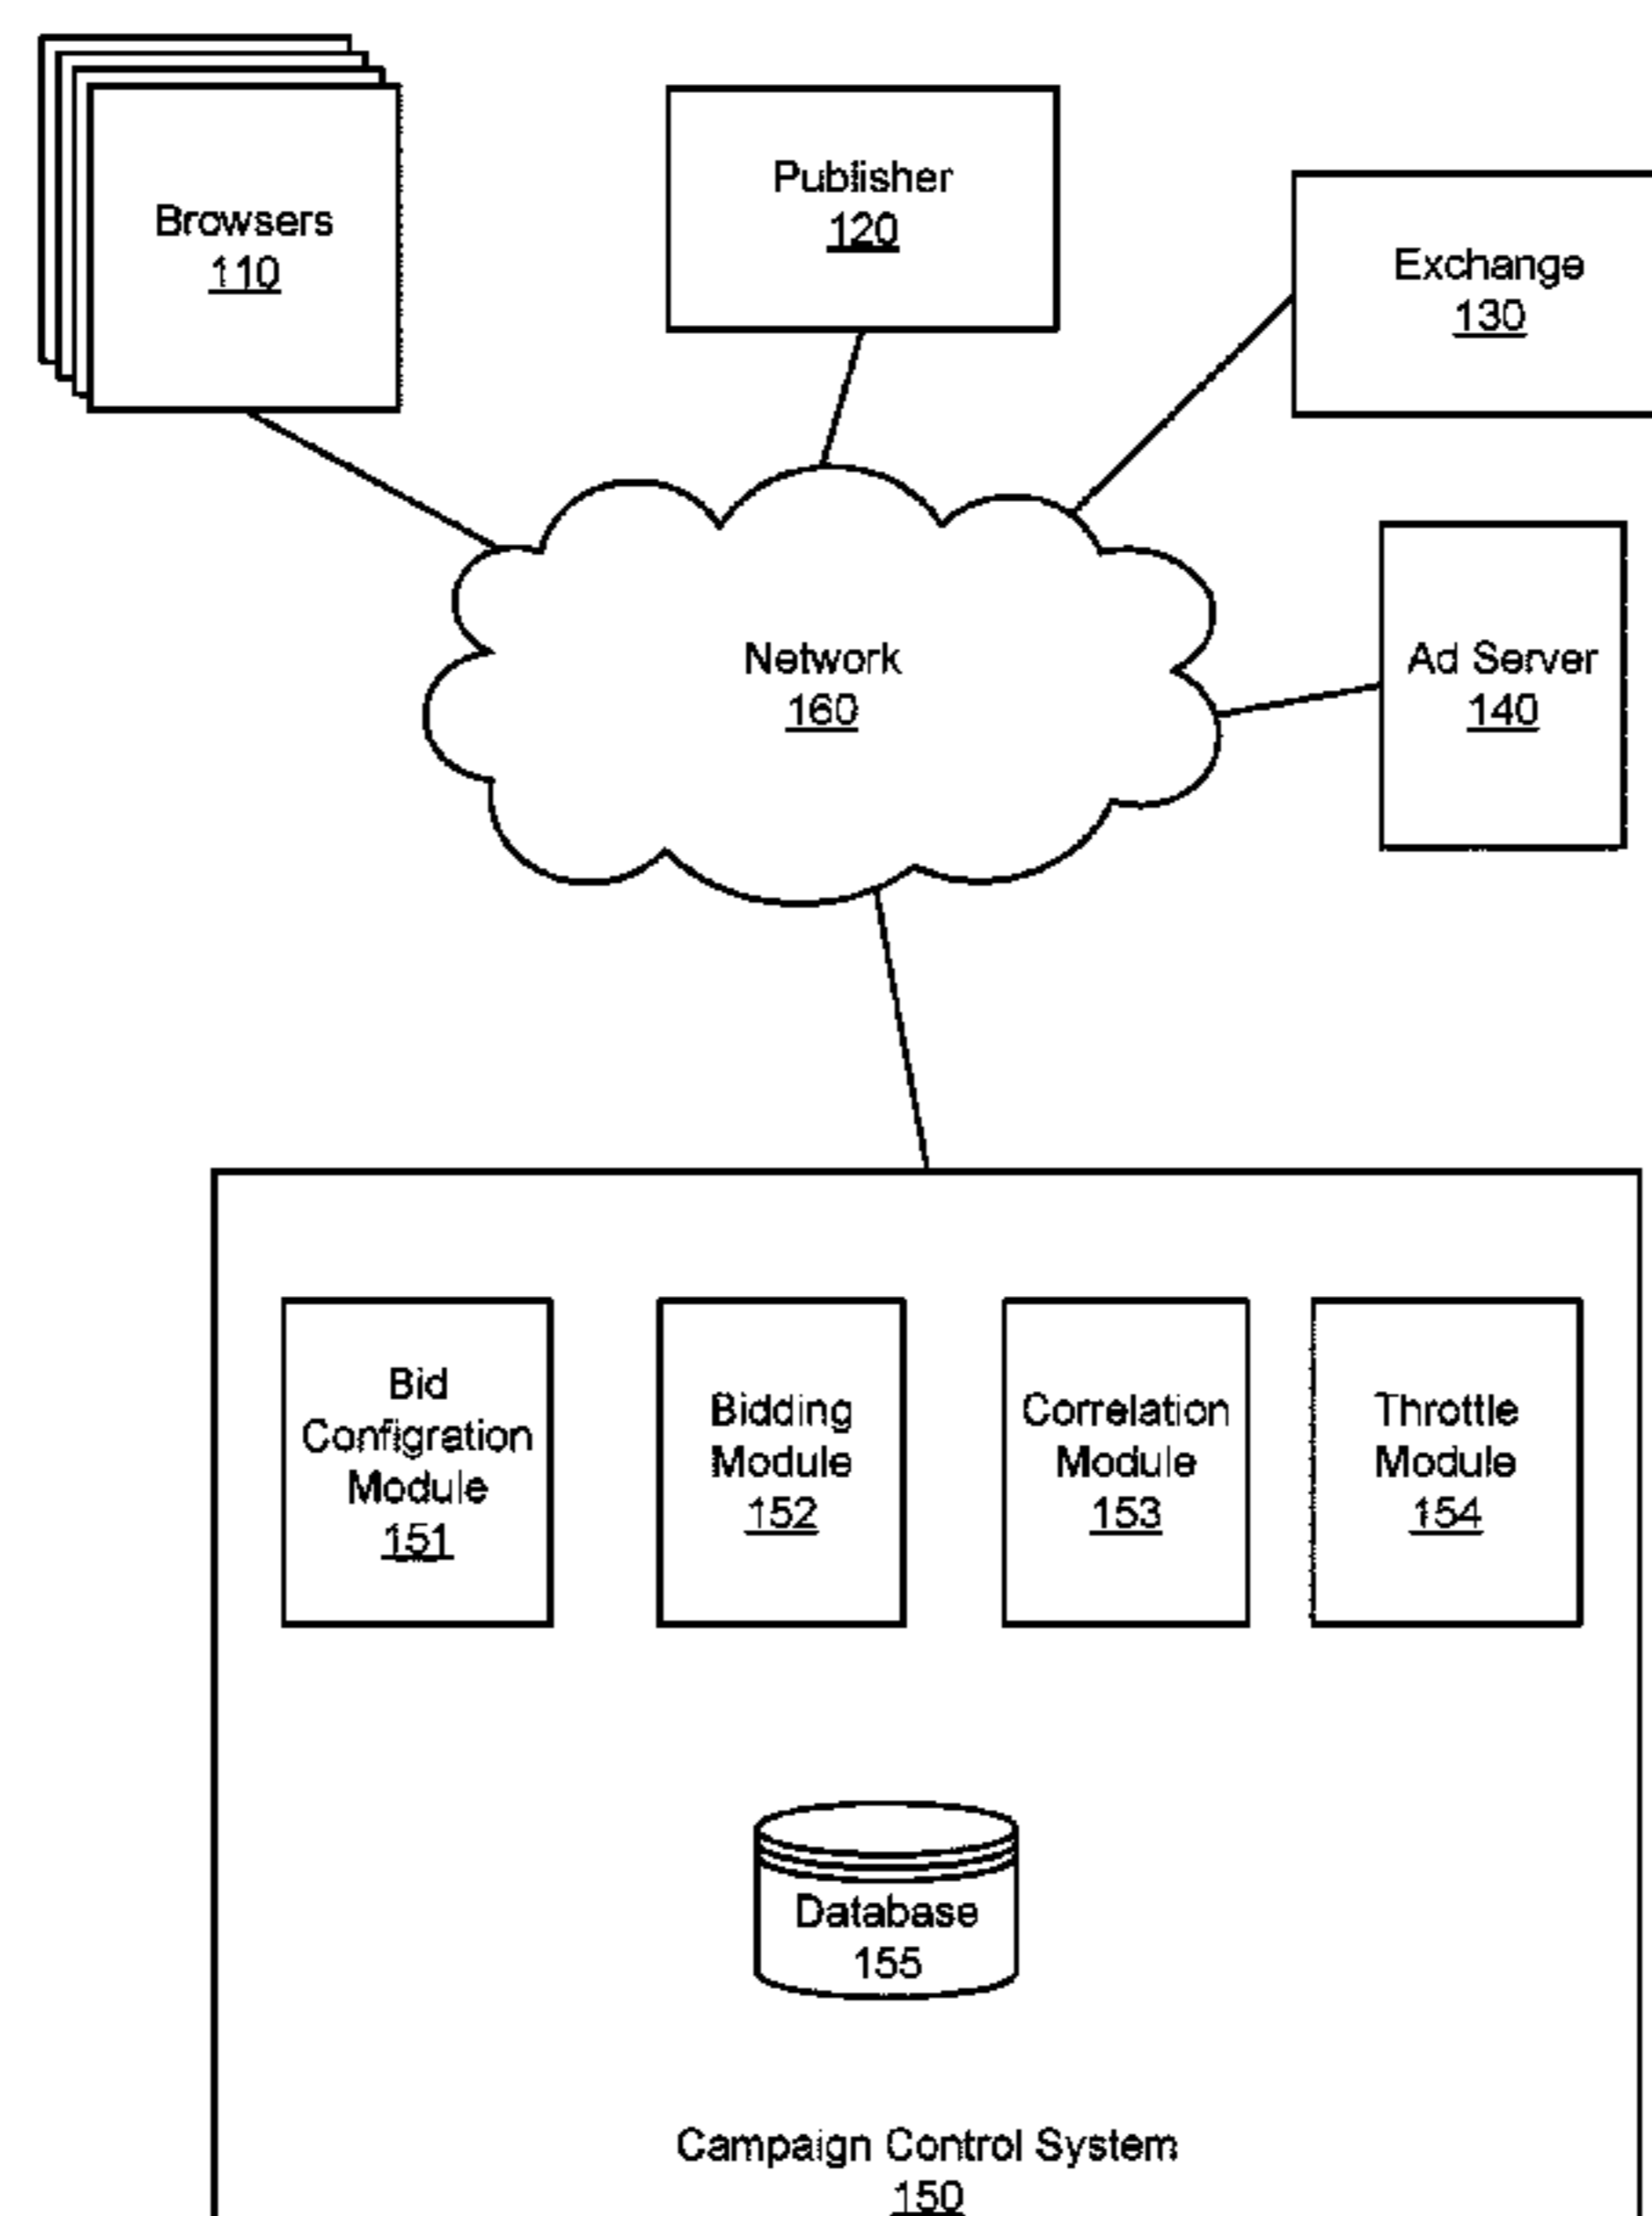 Browsers
110
Publisher
120
Exchange
130
Network
160
Ad Server
140
Bid
Configration
Module
151
Bidding
Module
152
Correlation
Module
153
Throttle
Module
154
Database
155
Campaign Control System
150